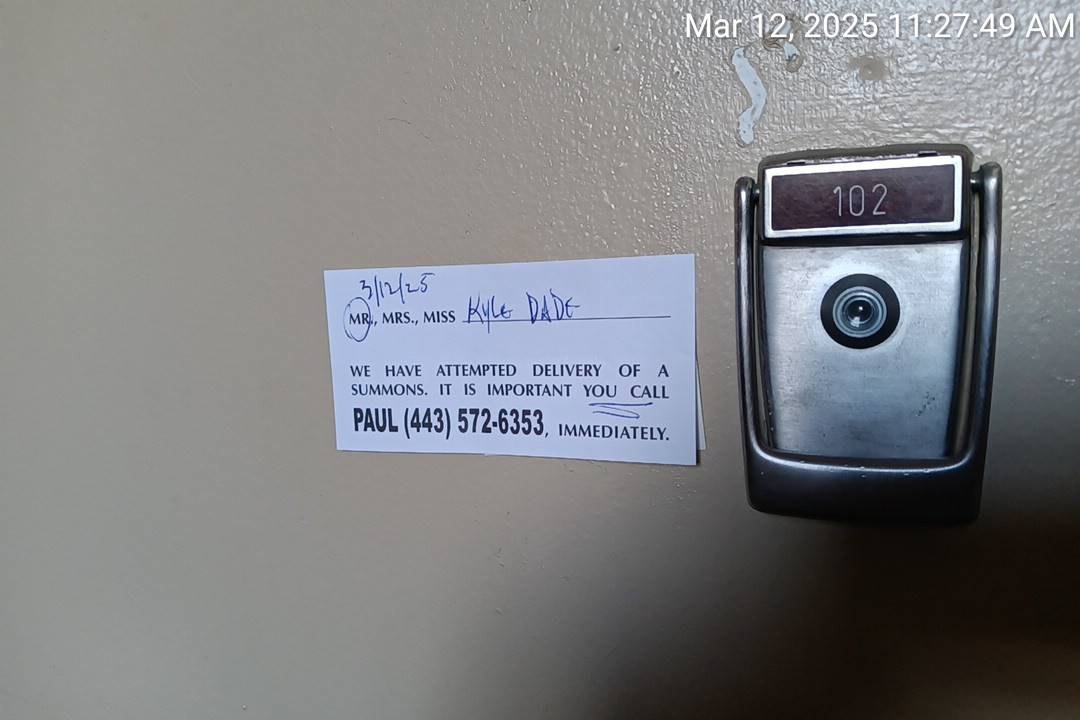 Mar 12, 2025 11:27:49 AM
102
3/12/25
MR., MRS., MISS KYLE DADE
WE HAVE ATTEMPTED DELIVERY OF A
SUMMONS. IT IS IMPORTANT YOU CALL
PAUL (443) 572-6353, IMMEDIATELY.